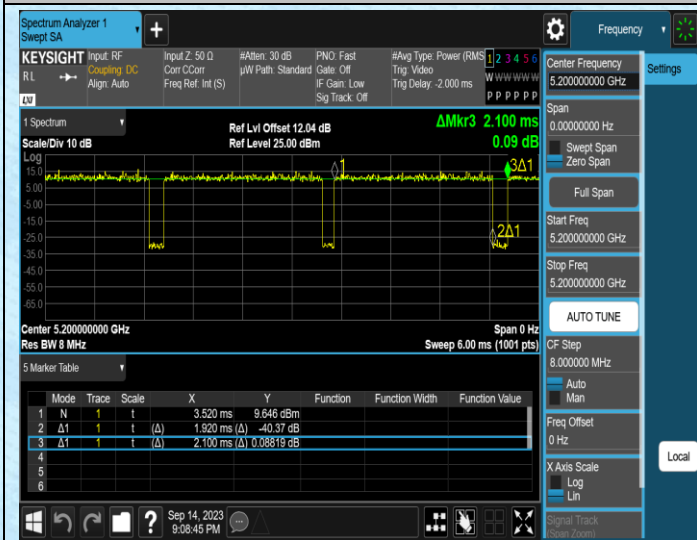 Spectrum Analyzer 1
Swept SA
Frequency
KEYSIGHT
RL
LXI
Input: RF
Coupling: DC
Align: Auto
Input Z: 50 Ω
Corr CCorr
Freq Ref: Int (S)
#Atten: 30 dB
µW Path: Standard
PNO: Fast
Gate: Off
IF Gain: Low
Sig Track: Off
#Avg Type: Power (RMS
Trig: Video
Trig Delay: -2.000 ms
1 2 3 4 5 6
W W W W W W
P P P P P P
1 Spectrum
Scale/Div 10 dB
Ref Lvl Offset 12.04 dB
Ref Level 25.00 dBm
ΔMkr3 2.100 ms
0.09 dB
Log
15.0
5.00
-5.00
-15.0
-25.0
-35.0
-45.0
-55.0
-65.0
1
3Δ1
2Δ1
Center 5.200000000 GHz
Res BW 8 MHz
Span 0 Hz
Sweep 6.00 ms (1001 pts)
5 Marker Table
Mode Trace Scale X Y Function Function Width Function Value
1 N 1 t 3.520 ms 9.646 dBm
2 Δ1 1 t (Δ) 1.920 ms (Δ) -40.37 dB
3 Δ1 1 t (Δ) 2.100 ms (Δ) 0.08819 dB
4
5
6
Sep 14, 2023
9:08:45 PM
Center Frequency
5.200000000 GHz
Span
0.00000000 Hz
Swept Span
Zero Span
Full Span
Start Freq
5.200000000 GHz
Stop Freq
5.200000000 GHz
AUTO TUNE
CF Step
8.000000 MHz
Auto
Man
Freq Offset
0 Hz
X Axis Scale
Log
Lin
Signal Track
(Span Zoom)
Settings
Local